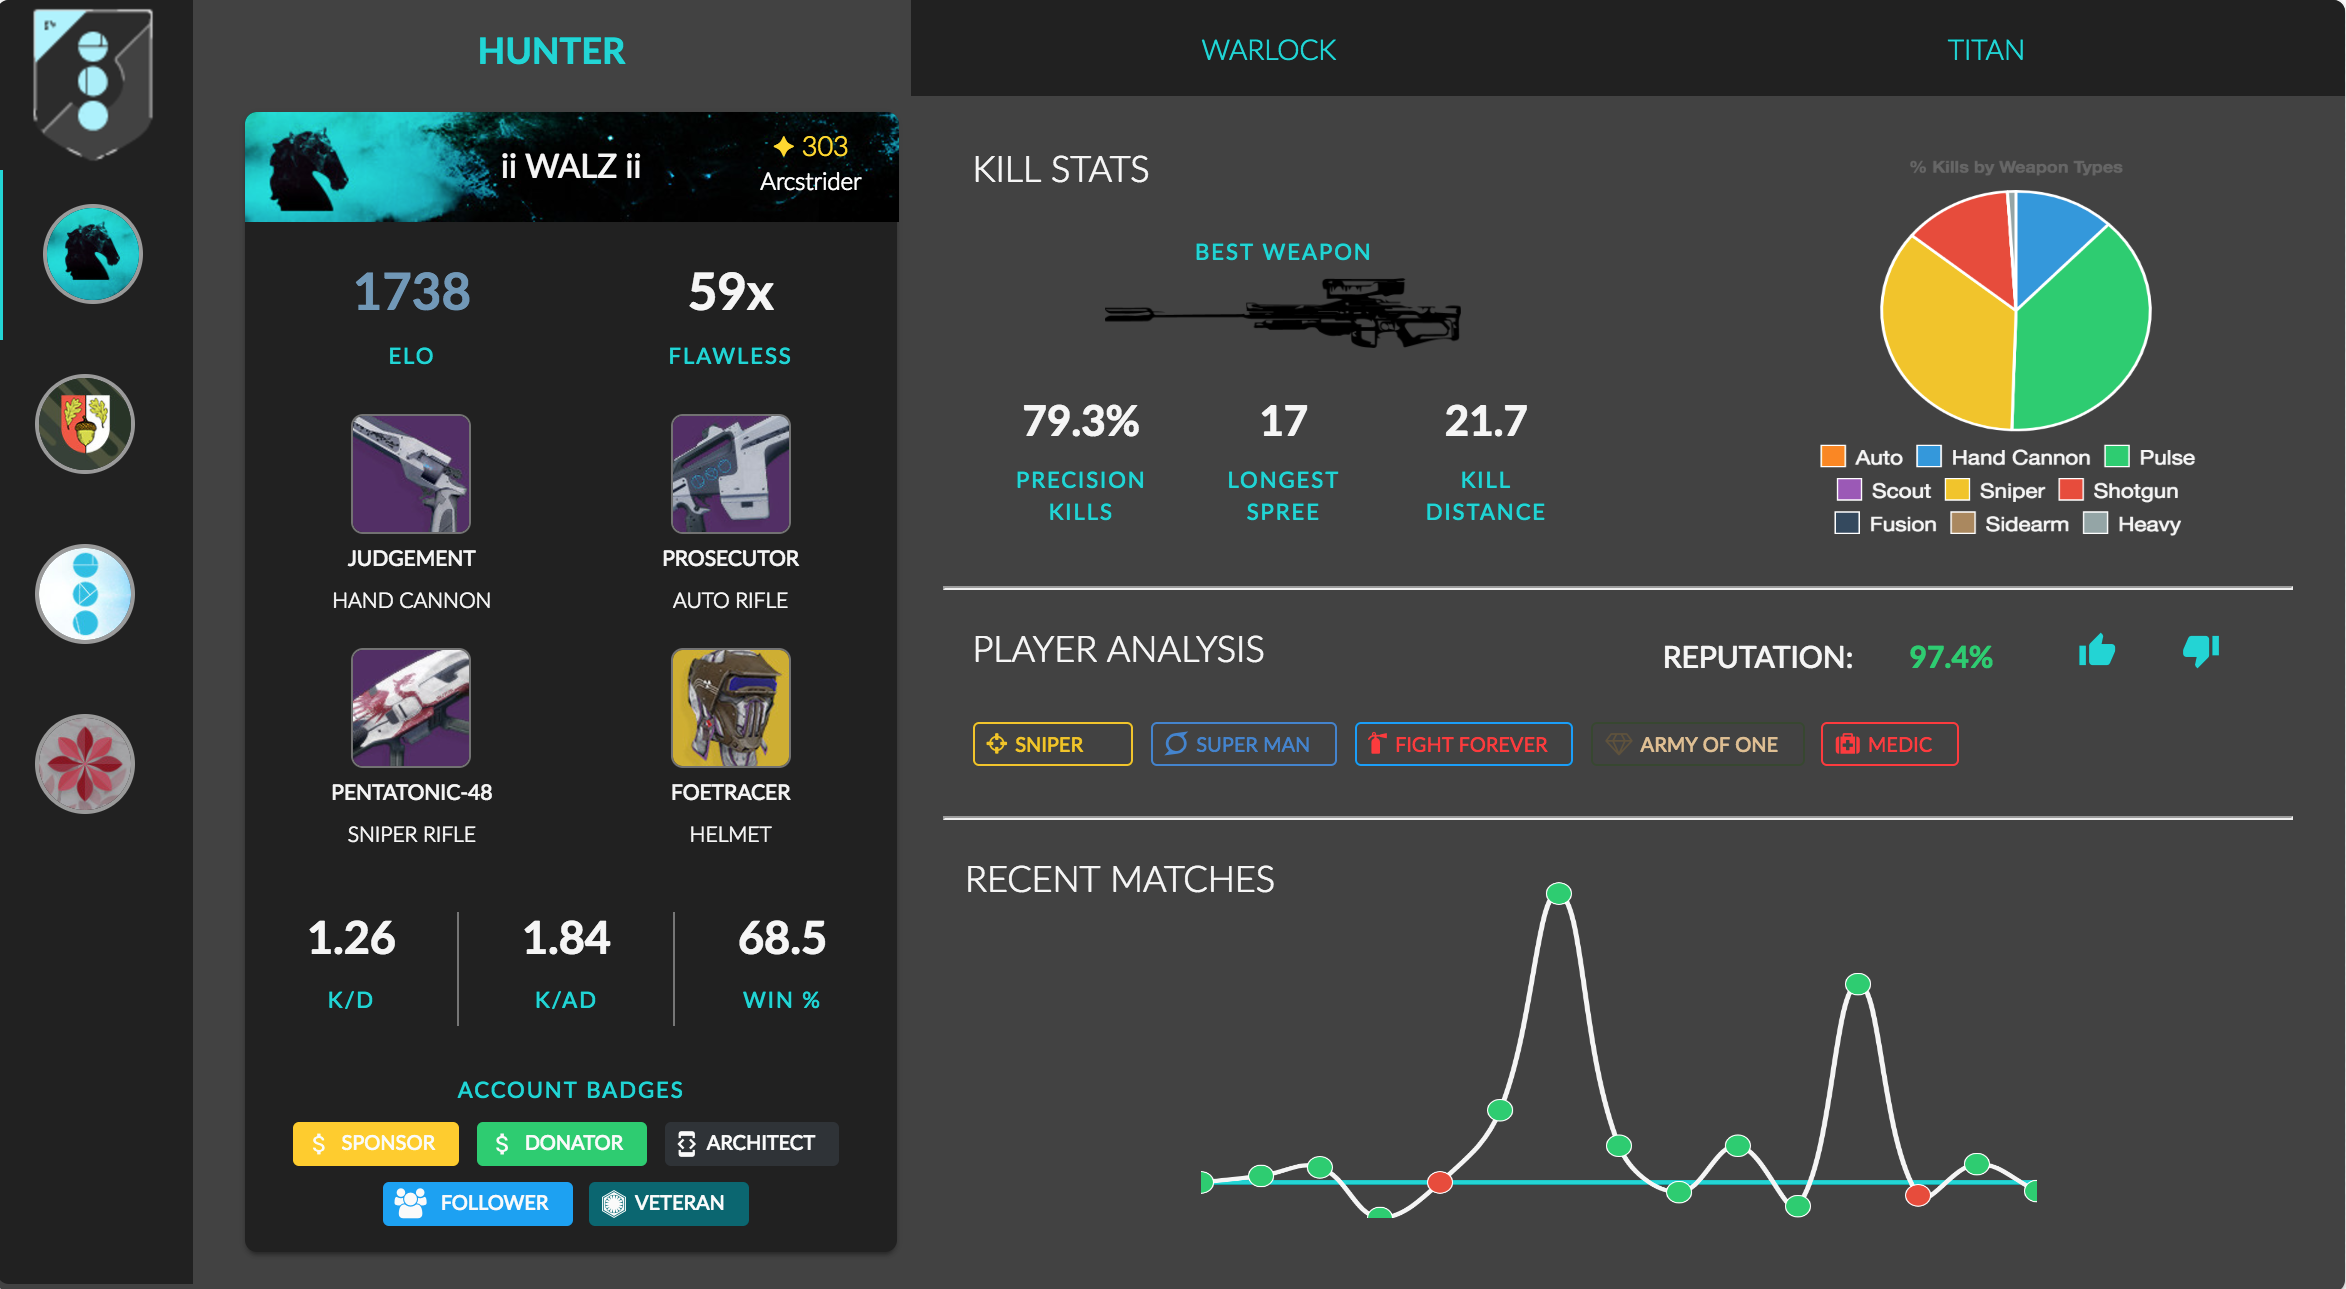 HUNTER
WARLOCK
TITAN
ii WALZ ii
303
Arcstrider
1738
59x
ELO
FLAWLESS
JUDGEMENT
PROSECUTOR
HAND CANNON
AUTO RIFLE
PENTATONIC-48
FOETRACER
SNIPER RIFLE
HELMET
1.26
1.84
68.5
K/D
K/AD
WIN %
ACCOUNT BADGES
$ SPONSOR
$ DONATOR
ARCHITECT
FOLLOWER
VETERAN
KILL STATS
BEST WEAPON
79.3%
17
21.7
PRECISION
KILLS
LONGEST
SPREE
KILL
DISTANCE
% Kills by Weapon Types
Auto Hand Cannon Pulse
Scout Sniper Shotgun
Fusion Sidearm Heavy
PLAYER ANALYSIS
REPUTATION: 97.4%
SNIPER
SUPER MAN
FIGHT FOREVER
ARMY OF ONE
MEDIC
RECENT MATCHES